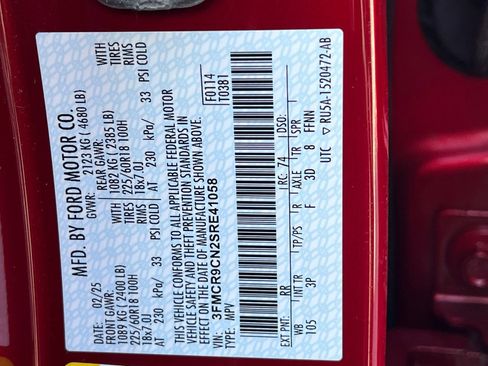 MFD. BY FORD MOTOR CO.
DATE: 02/25 GVWR: 2123 KG ( 4680 LB)
FRONT GAWR: REAR GAWR: WITH
1089 KG ( 2400 LB) 1082 KG ( 2385 LB) TIRES
225/60R18 100H WITH TIRES 225/60R18 100H RIMS
18x7.0J RIMS 18x7.0J
AT 230 kPa/ 33 PSI COLD AT 230 kPa/ 33 PSI COLD
THIS VEHICLE CONFORMS TO ALL APPLICABLE FEDERAL MOTOR
VEHICLE SAFETY AND THEFT PREVENTION STANDARDS IN
EFFECT ON THE DATE OF MANUFACTURE SHOWN ABOVE.
VIN: 3FMCR9CN2SRE41058 F0114
TYPE: MPV T0381
EXT PNT: RR RC: 74 DSO:
WB INT TR TP/PS R AXLE TR SPR
105 3P F 3D 8 FFNN
UTC ▽ RU5A-1520472-AB